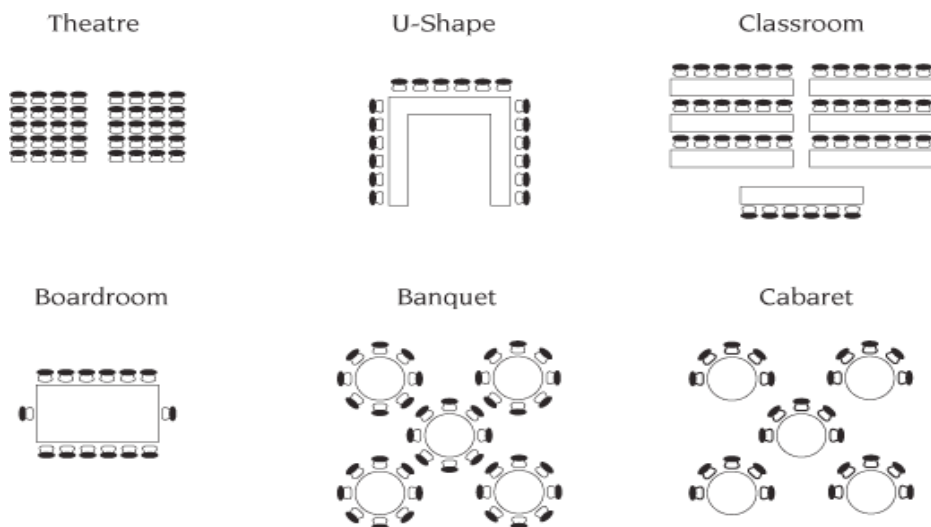 Theatre
U-Shape
Classroom
Boardroom
Banquet
Cabaret